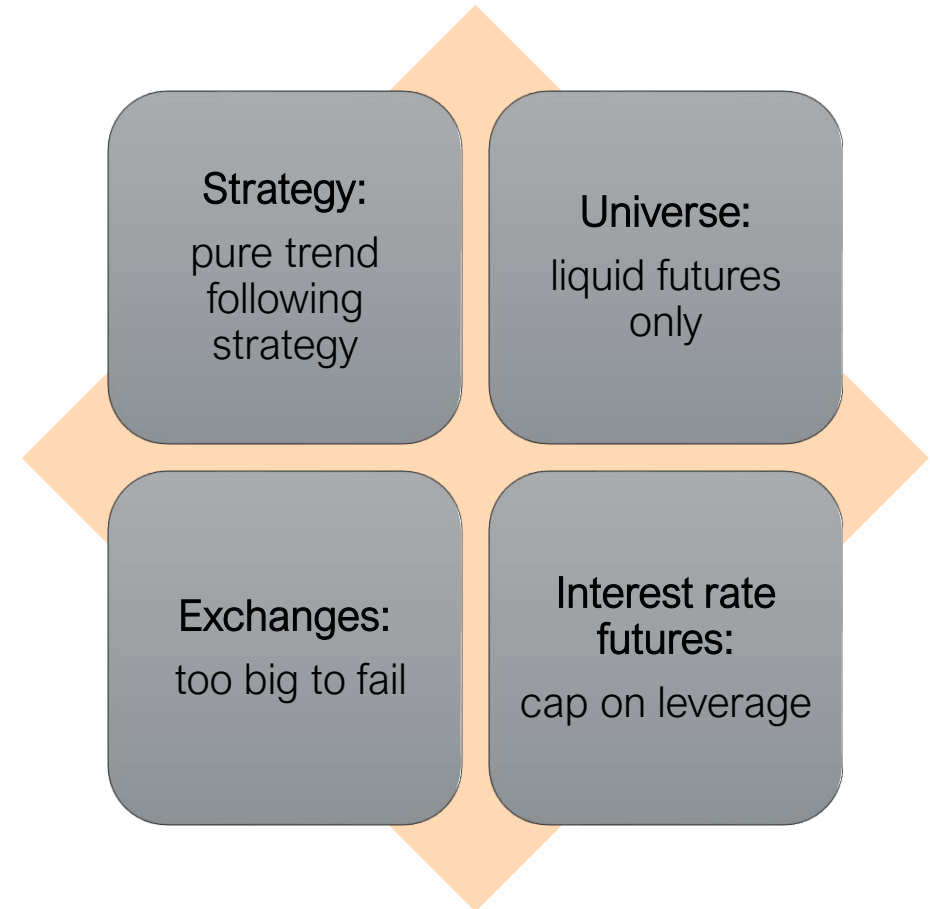 Strategy:
pure trend
following
strategy
Universe:
liquid futures
only
Exchanges:
too big to fail
Interest rate
futures:
cap on leverage